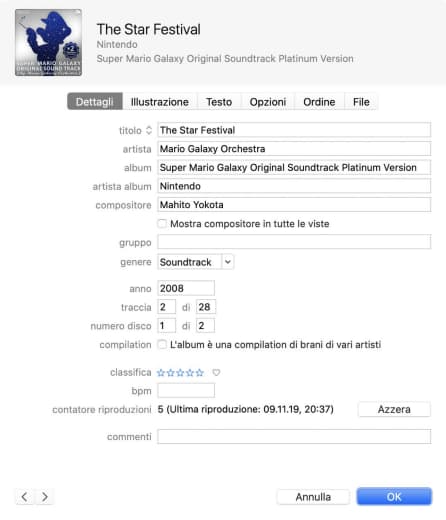 The Star Festival
Nintendo
Super Mario Galaxy Original Soundtrack Platinum Version
SUPER MARIO GALAXY
ORIGINAL SOUND TRACK
Dettagli Illustrazione Testo Opzioni Ordine File
titolo The Star Festival
artista Mario Galaxy Orchestra
album Super Mario Galaxy Original Soundtrack Platinum Version
artista album Nintendo
compositore Mahito Yokota
Mostra compositore in tutte le viste
gruppo
genere Soundtrack
anno 2008
traccia 2 di 28
numero disco 1 di 2
compilation L'album è una compilation di brani di vari artisti
classifica
bpm
contatore riproduzioni 5 (Ultima riproduzione: 09.11.19, 20:37) Azzera
commenti
Annulla OK